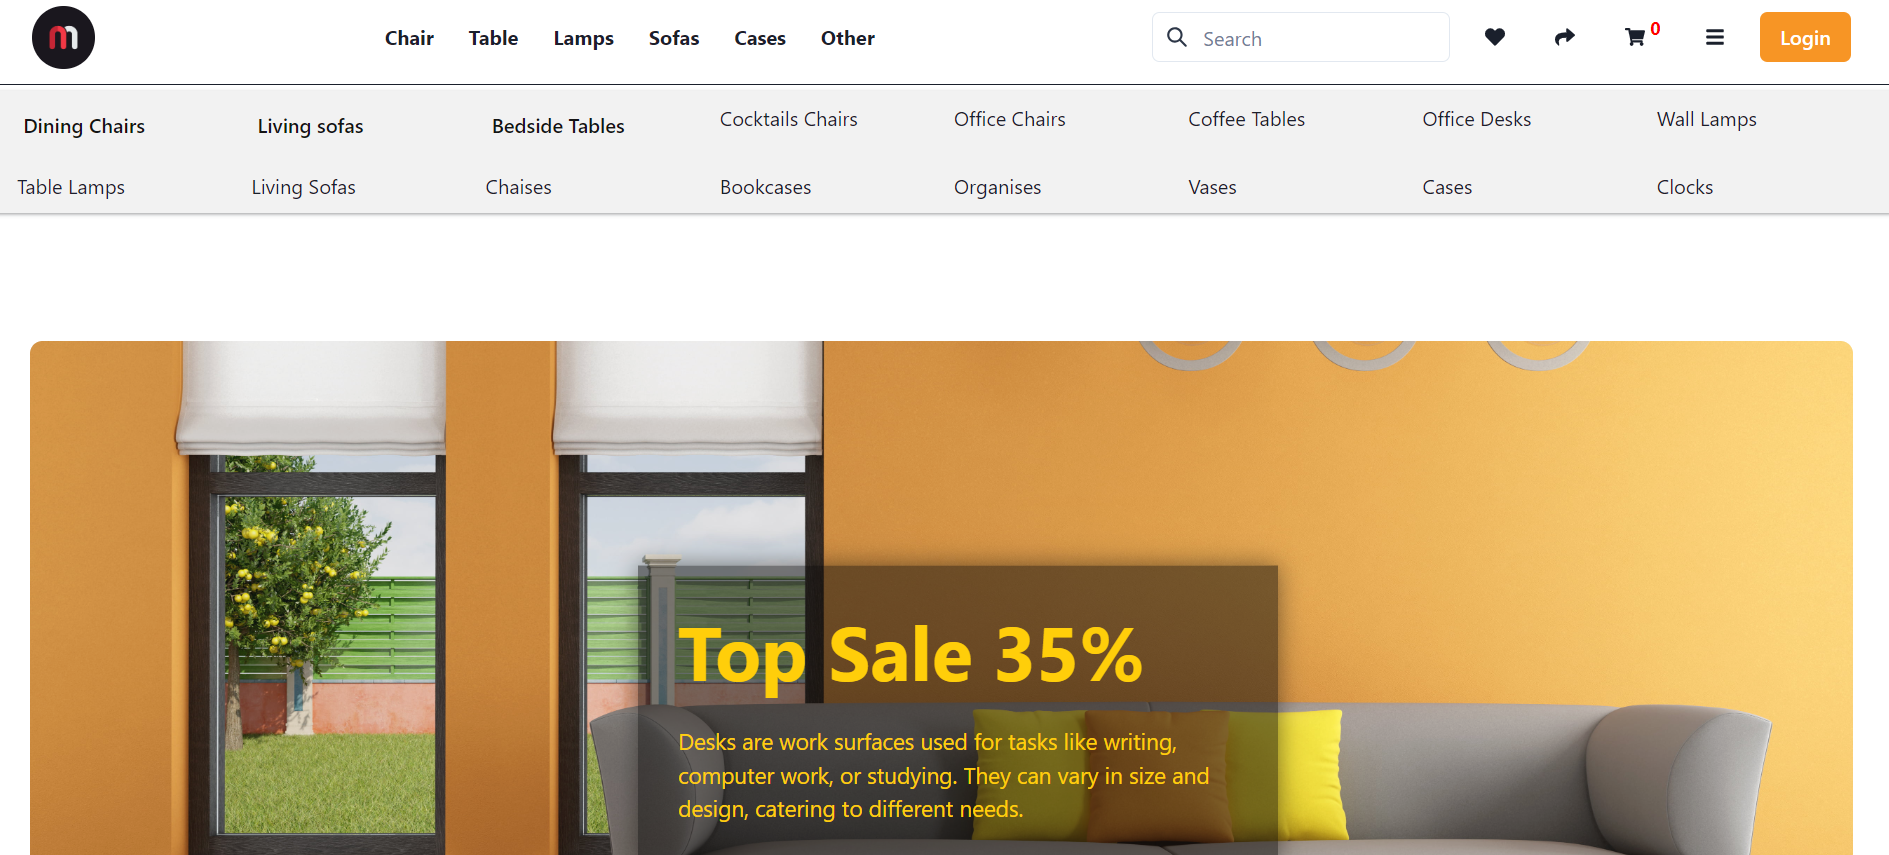 m
Chair Table Lamps Sofas Cases Other
Search
0
Login
Dining Chairs Living sofas Bedside Tables Cocktails Chairs Office Chairs Coffee Tables Office Desks Wall Lamps
Table Lamps Living Sofas Chaises Bookcases Organises Vases Cases Clocks
Top Sale 35%
Desks are work surfaces used for tasks like writing,
computer work, or studying. They can vary in size and
design, catering to different needs.